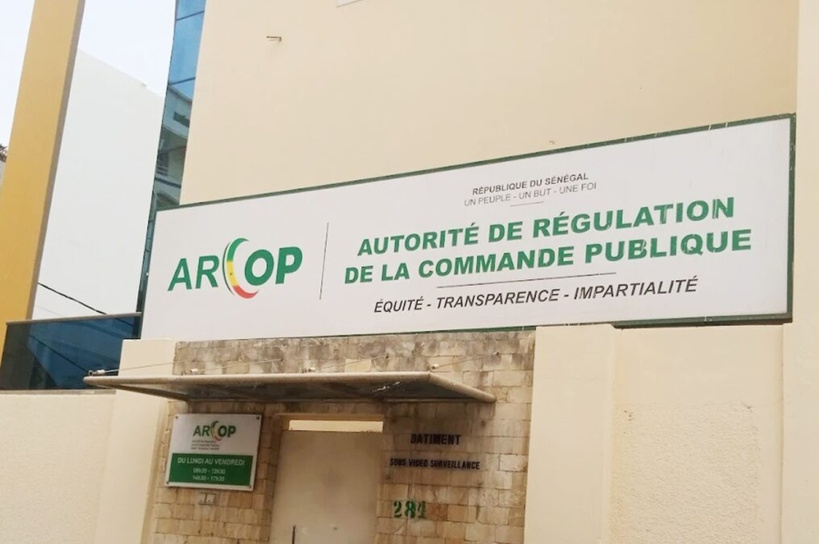 RÉPUBLIQUE DU SÉNÉGAL
UN PEUPLE - UN BUT - UNE FOI
ARCOP
AUTORITÉ DE RÉGULATION
DE LA COMMANDE PUBLIQUE
ÉQUITÉ - TRANSPARENCE - IMPARTIALITÉ
ARCOP
DU LUNDI AU VENDREDI
BATIMENT
SOUS VIDEO SURVEILLANCE
284